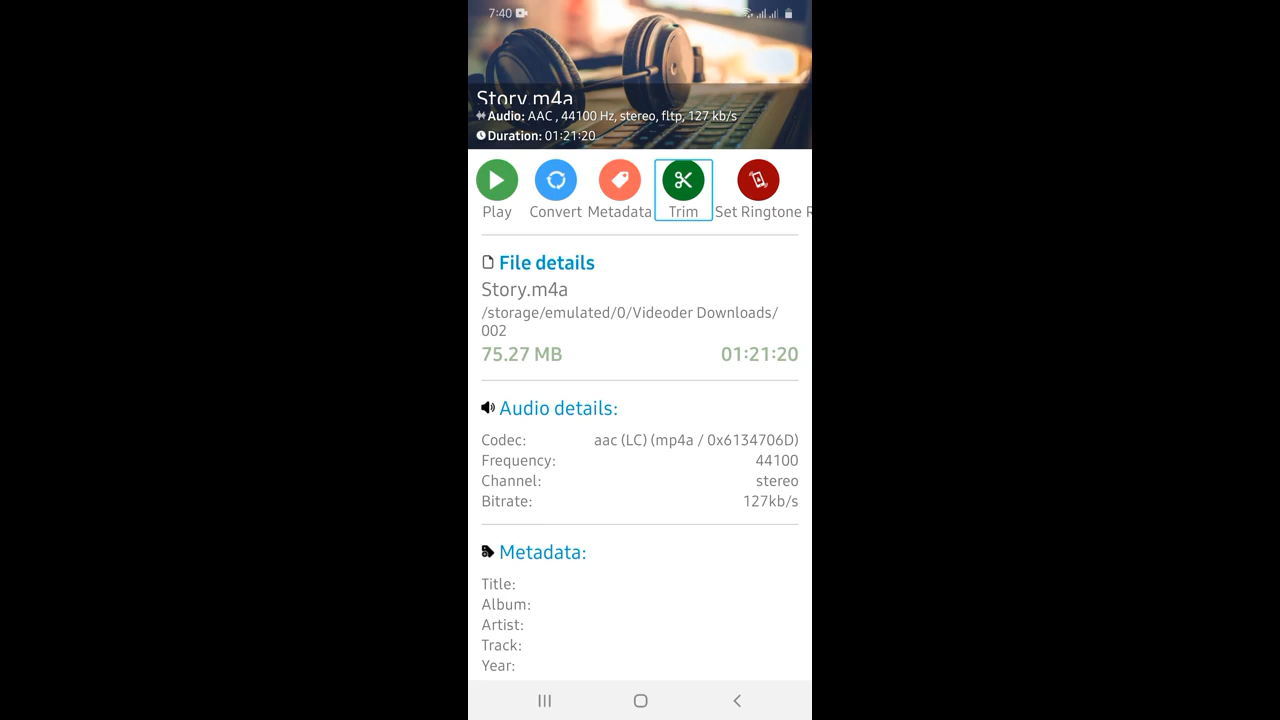 7:40
Story.m4a
Audio: AAC , 44100 Hz, stereo, fltp, 127 kb/s
Duration: 01:21:20
Play Convert Metadata Trim Set Ringtone R
File details
Story.m4a
/storage/emulated/0/Videoder Downloads/
002
75.27 MB 01:21:20
Audio details:
Codec: aac (LC) (mp4a / 0x6134706D)
Frequency: 44100
Channel: stereo
Bitrate: 127kb/s
Metadata:
Title:
Album:
Artist:
Track:
Year: